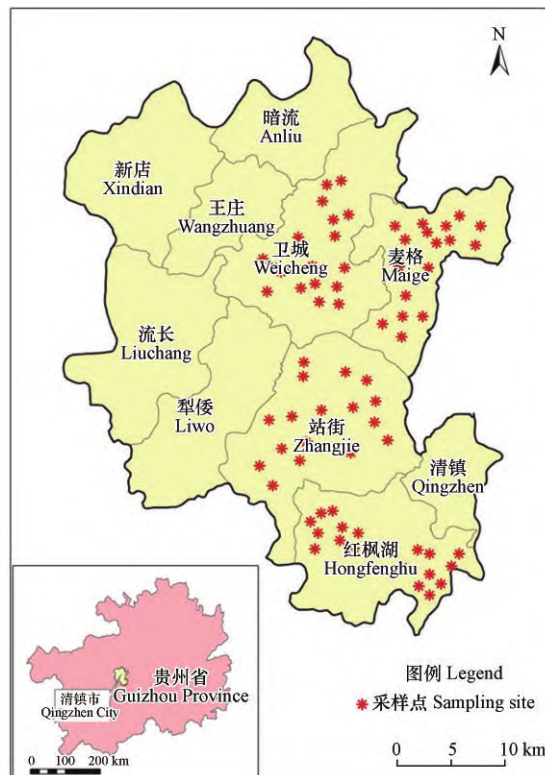 N
暗流
Anliu
新店
Xindian
王庄
Wangzhuang
卫城
Weicheng
麦格
Maige
流长
Liuchang
犁倭
Liwo
站街
Zhangjie
清镇
Qingzhen
红枫湖
Hongfenghu
贵州省
Guizhou Province
清镇市
Qingzhen City
0 100 200 km
图例 Legend
采样点 Sampling site
0 5 10 km